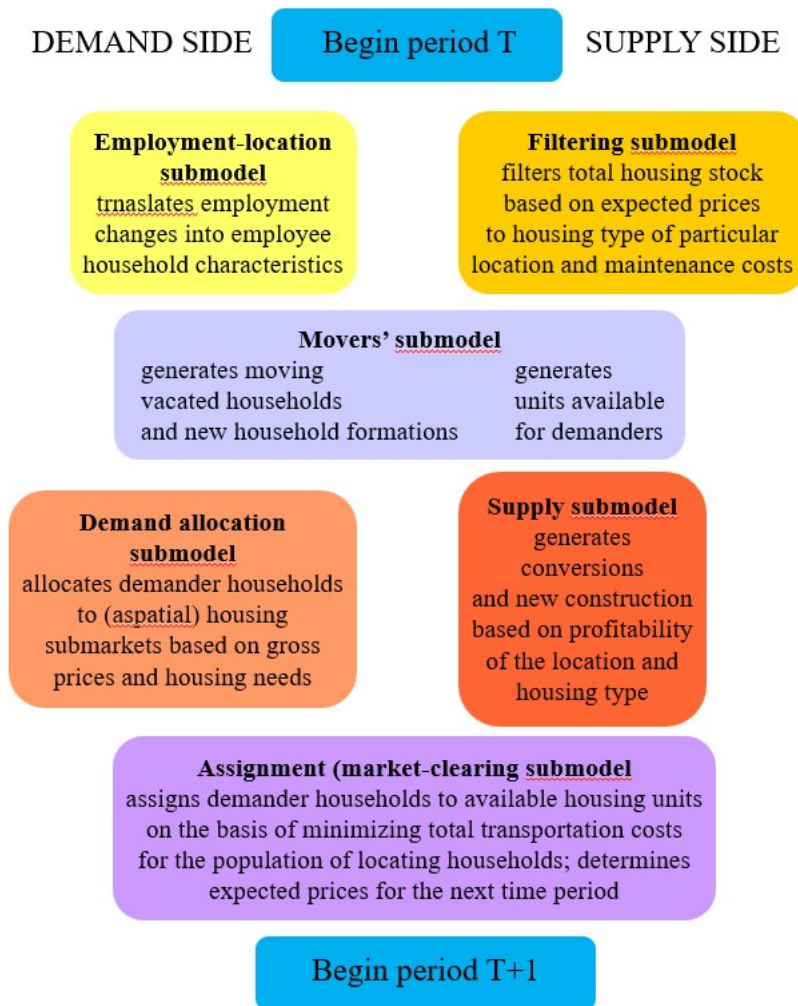 DEMAND SIDE
Begin period T
SUPPLY SIDE
Employment-location
submodel
trnaslates employment
changes into employee
household characteristics
Filtering submodel
filters total housing stock
based on expected prices
to housing type of particular
location and maintenance costs
Movers’ submodel
generates moving
vacated households
and new household formations
generates
units available
for demanders
Demand allocation
submodel
allocates demander households
to (aspatial) housing
submarkets based on gross
prices and housing needs
Supply submodel
generates
conversions
and new construction
based on profitability
of the location and
housing type
Assignment (market-clearing submodel
assigns demander households to available housing units
on the basis of minimizing total transportation costs
for the population of locating households; determines
expected prices for the next time period
Begin period T+1